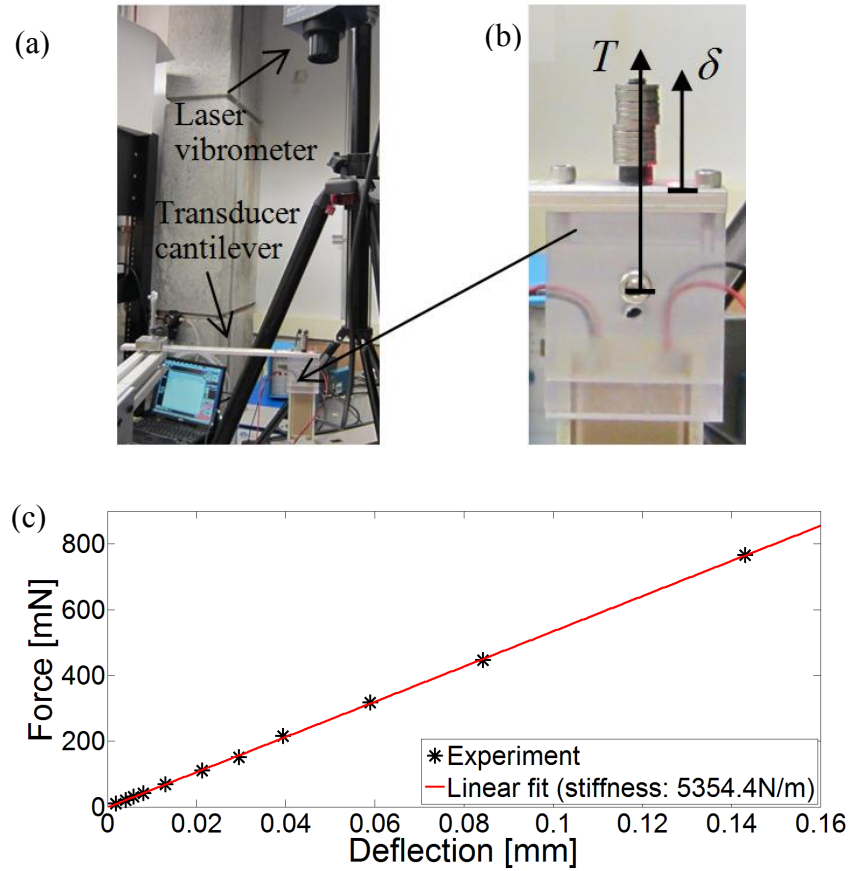 (a)
Laser
vibrometer
Transducer
cantilever
(b)
T
δ
(c)
Force [mN]
800
600
400
200
0
0
0.02
0.04
0.06
0.08
0.1
0.12
0.14
0.16
Deflection [mm]
Experiment
Linear fit (stiffness: 5354.4N/m)